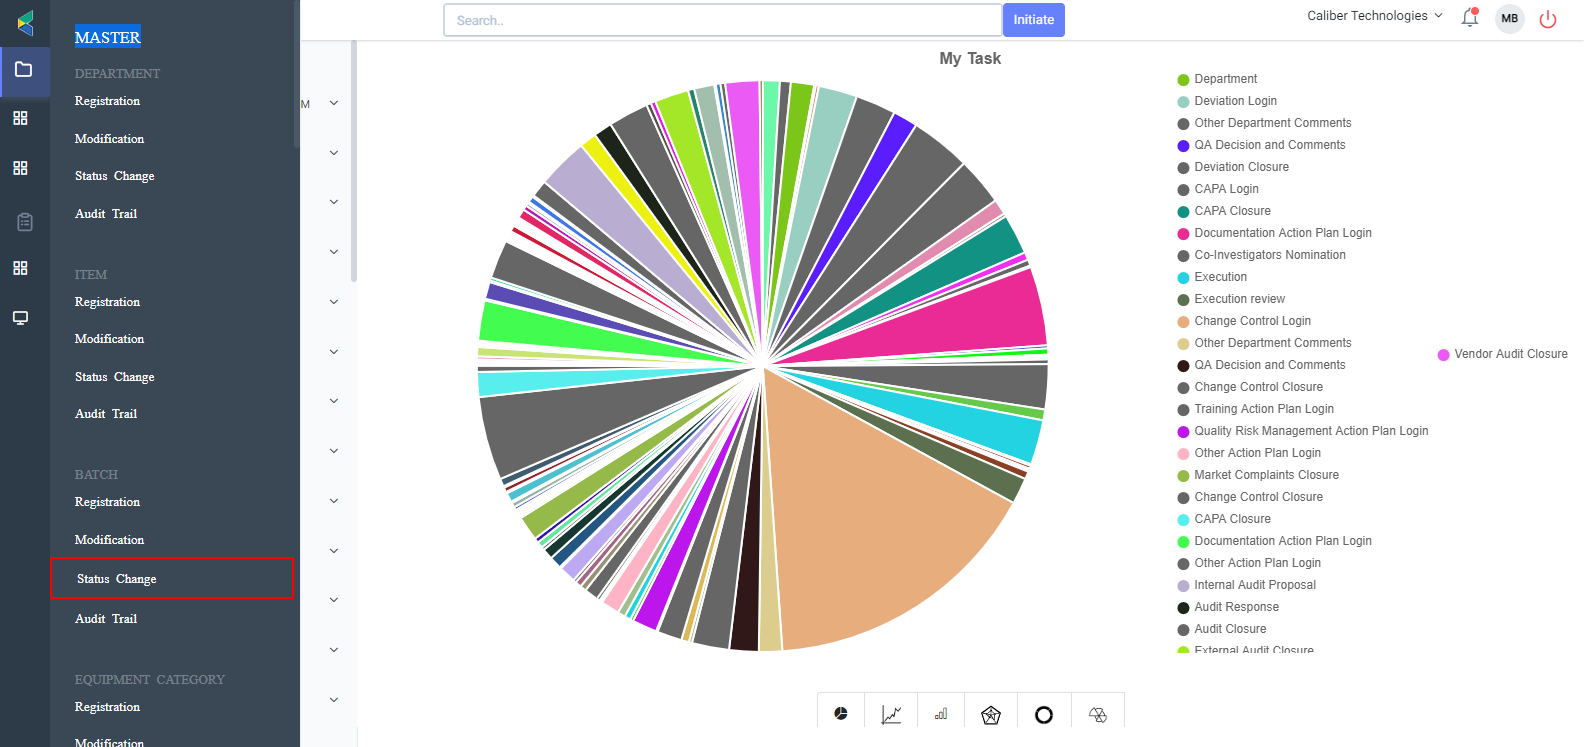 MASTER
DEPARTMENT
Registration
Modification
Status Change
Audit Trail
ITEM
Registration
Modification
Status Change
Audit Trail
BATCH
Registration
Modification
Status Change
Audit Trail
EQUIPMENT CATEGORY
Registration
Modification
M
Search..
Initiate
Caliber Technologies
MB
My Task
Department
Deviation Login
Other Department Comments
QA Decision and Comments
Deviation Closure
CAPA Login
CAPA Closure
Documentation Action Plan Login
Co-Investigators Nomination
Execution
Execution review
Change Control Login
Other Department Comments
QA Decision and Comments
Change Control Closure
Training Action Plan Login
Quality Risk Management Action Plan Login
Other Action Plan Login
Market Complaints Closure
Change Control Closure
CAPA Closure
Documentation Action Plan Login
Other Action Plan Login
Internal Audit Proposal
Audit Response
Audit Closure
External Audit Closure
Vendor Audit Closure